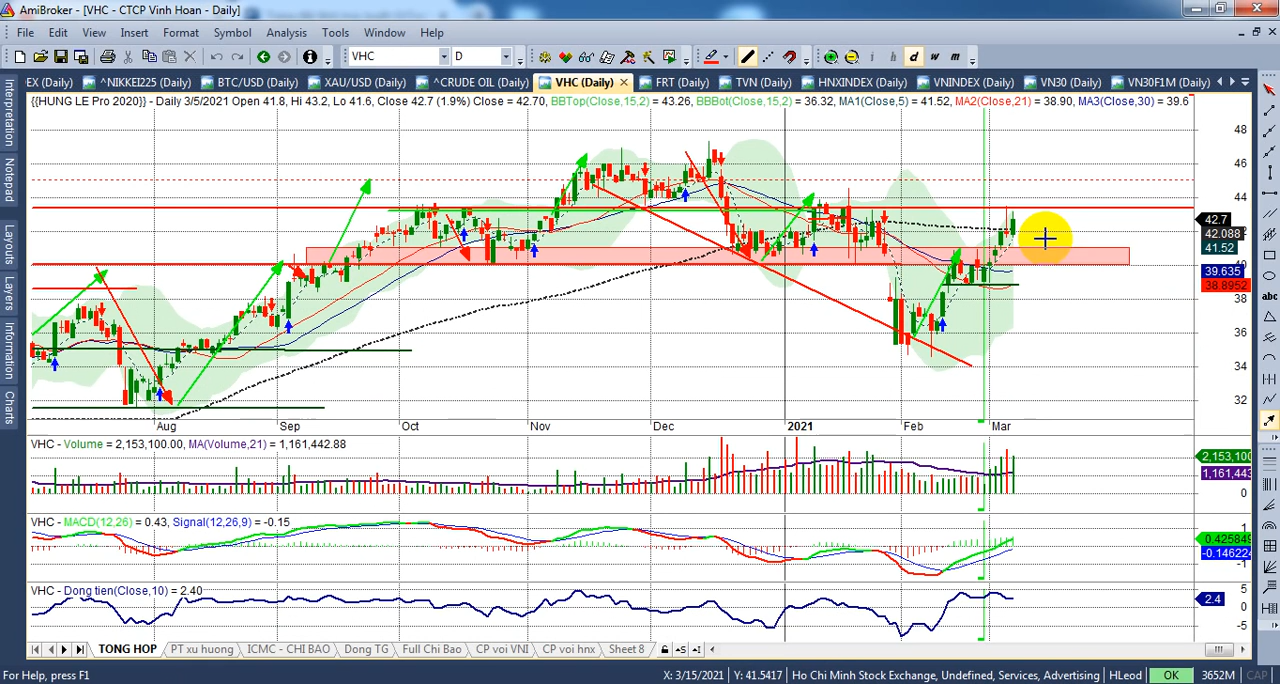 AmiBroker - [VHC - CTCP Vinh Hoan - Daily]
File Edit View Insert Format Symbol Analysis Tools Window Help
VHC D i h d w m
EX (Daily) ^NIKKEI225 (Daily) BTC/USD (Daily) XAU/USD (Daily) ^CRUDE OIL (Daily) VHC (Daily) FRT (Daily) TVN (Daily) HNXINDEX (Daily) VNINDEX (Daily) VN30 (Daily) VN30F1M (Daily)
{{HUNG LE Pro 2020}} - Daily 3/5/2021 Open 41.8, Hi 43.2, Lo 41.6, Close 42.7 (1.9%) Close = 42.70, BBTop(Close,15,2) = 43.26, BBBot(Close,15,2) = 36.32, MA1(Close,5) = 41.52, MA2(Close,21) = 38.90, MA3(Close,30) = 39.6
Interpretation
Notepad
Layouts
Layers
Information
Charts
abc
48
46
44
42.7
42.088
41.52
40
39.635
38.8952
38
36
34
32
Aug Sep Oct Nov Dec 2021 Feb Mar
VHC - Volume = 2,153,100.00, MA(Volume,21) = 1,161,442.88
2,153,100
1,161,443
0
VHC - MACD(12,26) = 0.43, Signal(12,26,9) = -0.15
1
0.425849
-0.146224
-1
VHC - Dong tien(Close,10) = 2.40
5
2.4
0
-5
TONG HOP PT xu huong ICMC - CHI BAO Dong TG Full Chi Bao CP voi VNI CP voi hnx Sheet 8
For Help, press F1 X: 3/15/2021 Y: 41.5417 Ho Chi Minh Stock Exchange, Undefined, Services, Advertising HLeod OK 3652M CAP